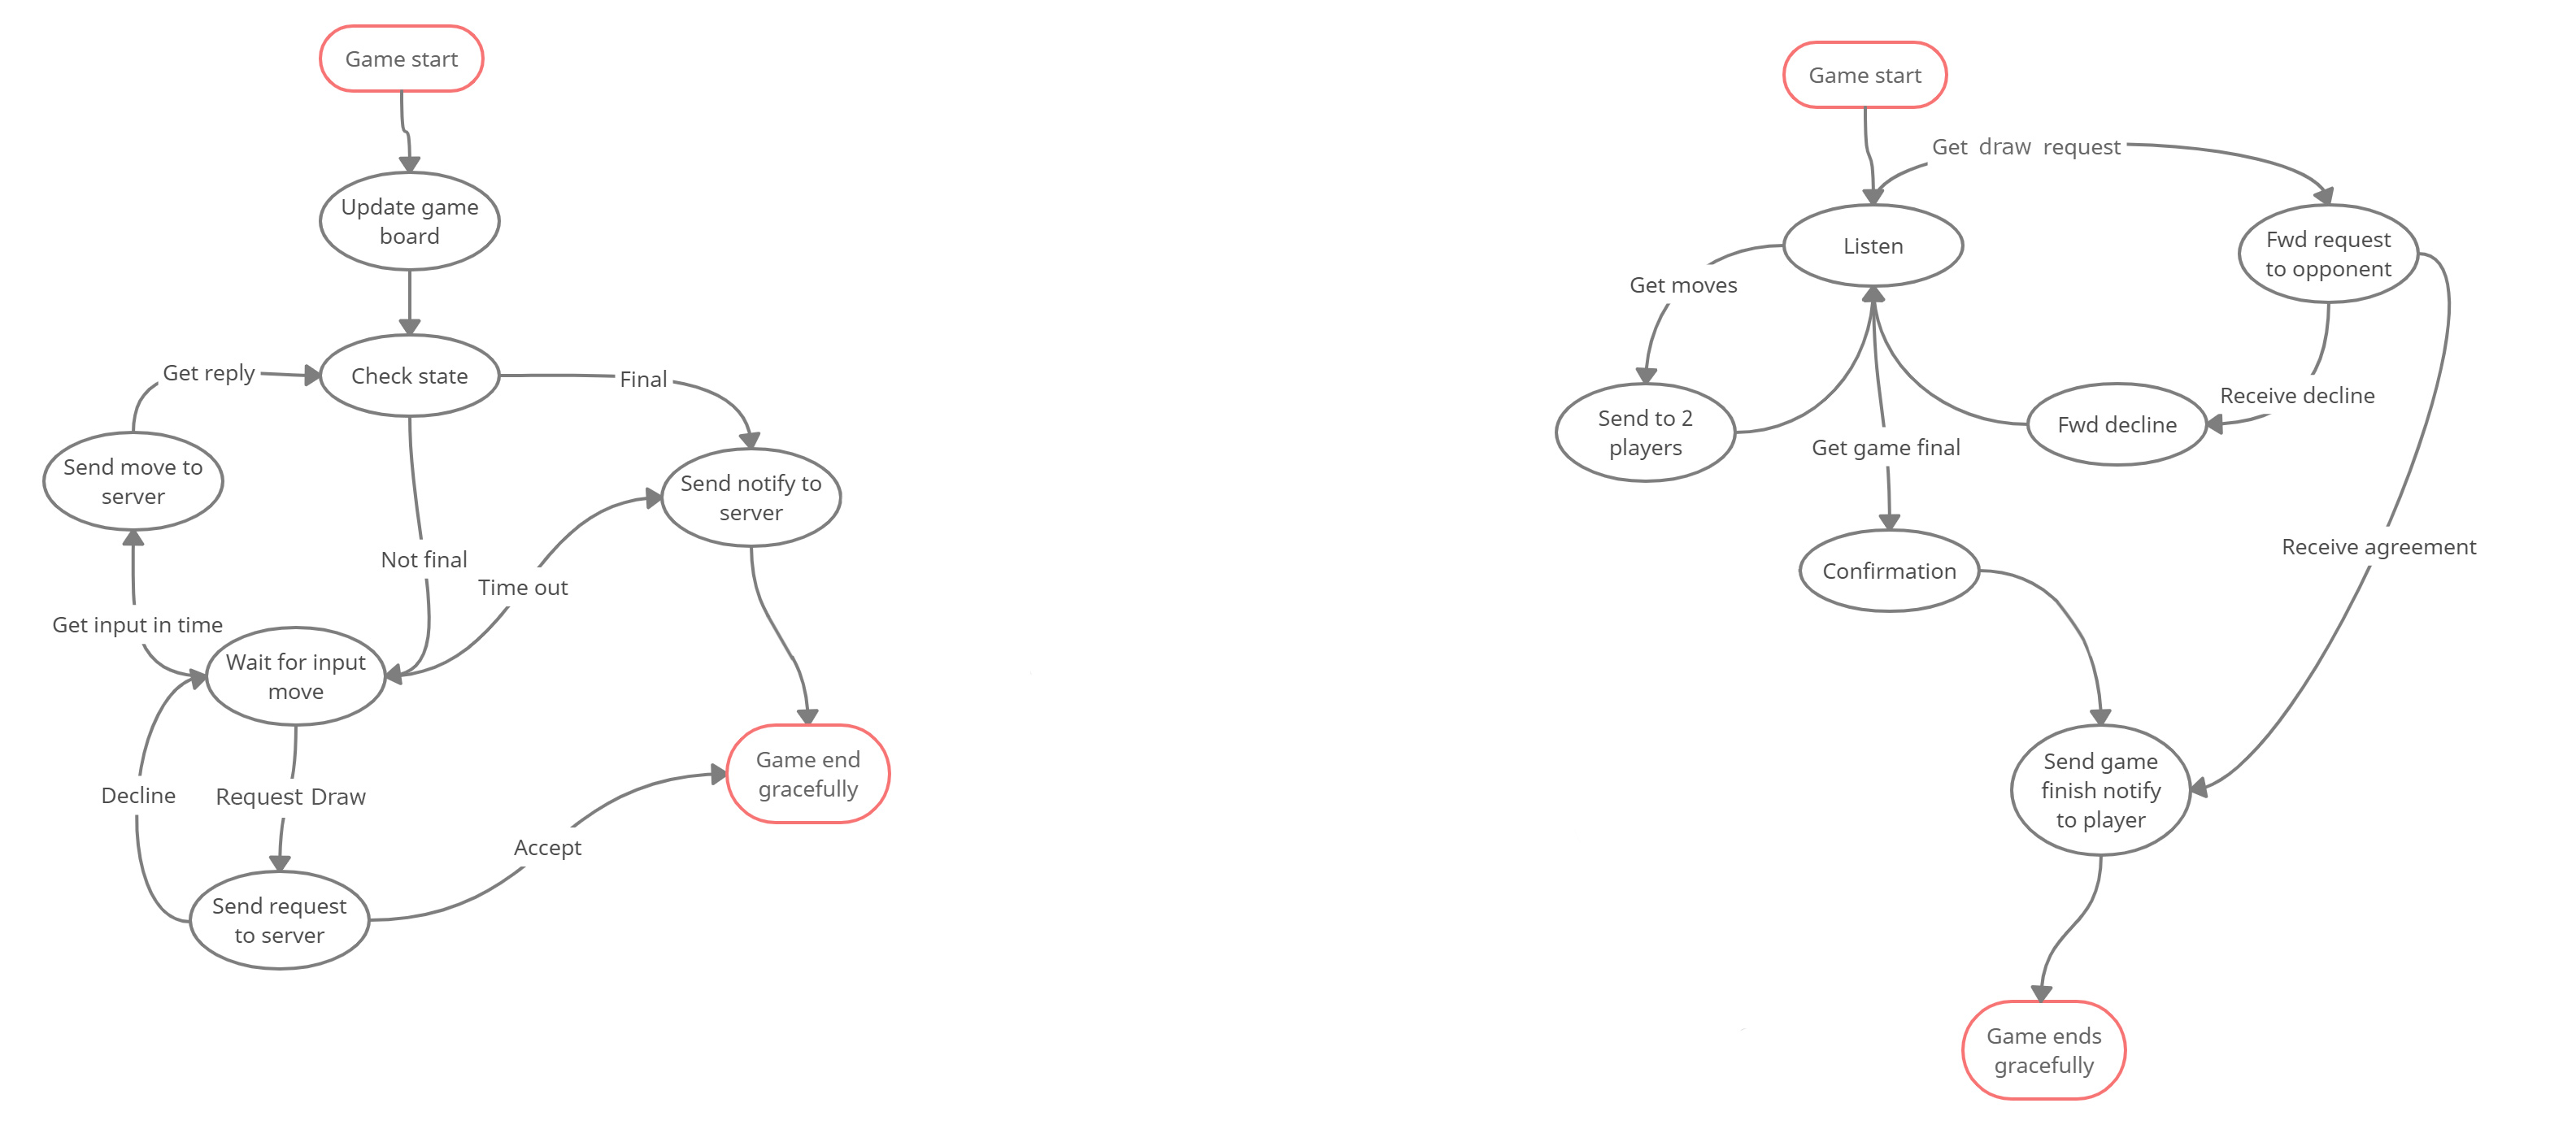 Game start
Update game
board
Get reply
Check state
Final
Send move to
server
Send notify to
server
Not final
Time out
Get input in time
Wait for input
move
Decline
Request Draw
Game end
gracefully
Accept
Send request
to server
Game start
Get draw request
Listen
Fwd request
to opponent
Get moves
Receive decline
Send to 2
players
Fwd decline
Get game final
Receive agreement
Confirmation
Send game
finish notify
to player
Game ends
gracefully